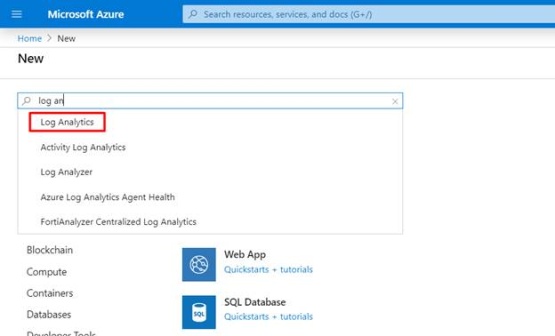 Microsoft Azure
Search resources, services, and docs (G+/)
Home > New
New
log an
Log Analytics
Activity Log Analytics
Log Analyzer
Azure Log Analytics Agent Health
FortiAnalyzer Centralized Log Analytics
Blockchain
Compute
Containers
Databases
Developer Tools
Web App
Quickstarts + tutorials
SQL
SQL Database
Quickstarts + tutorials